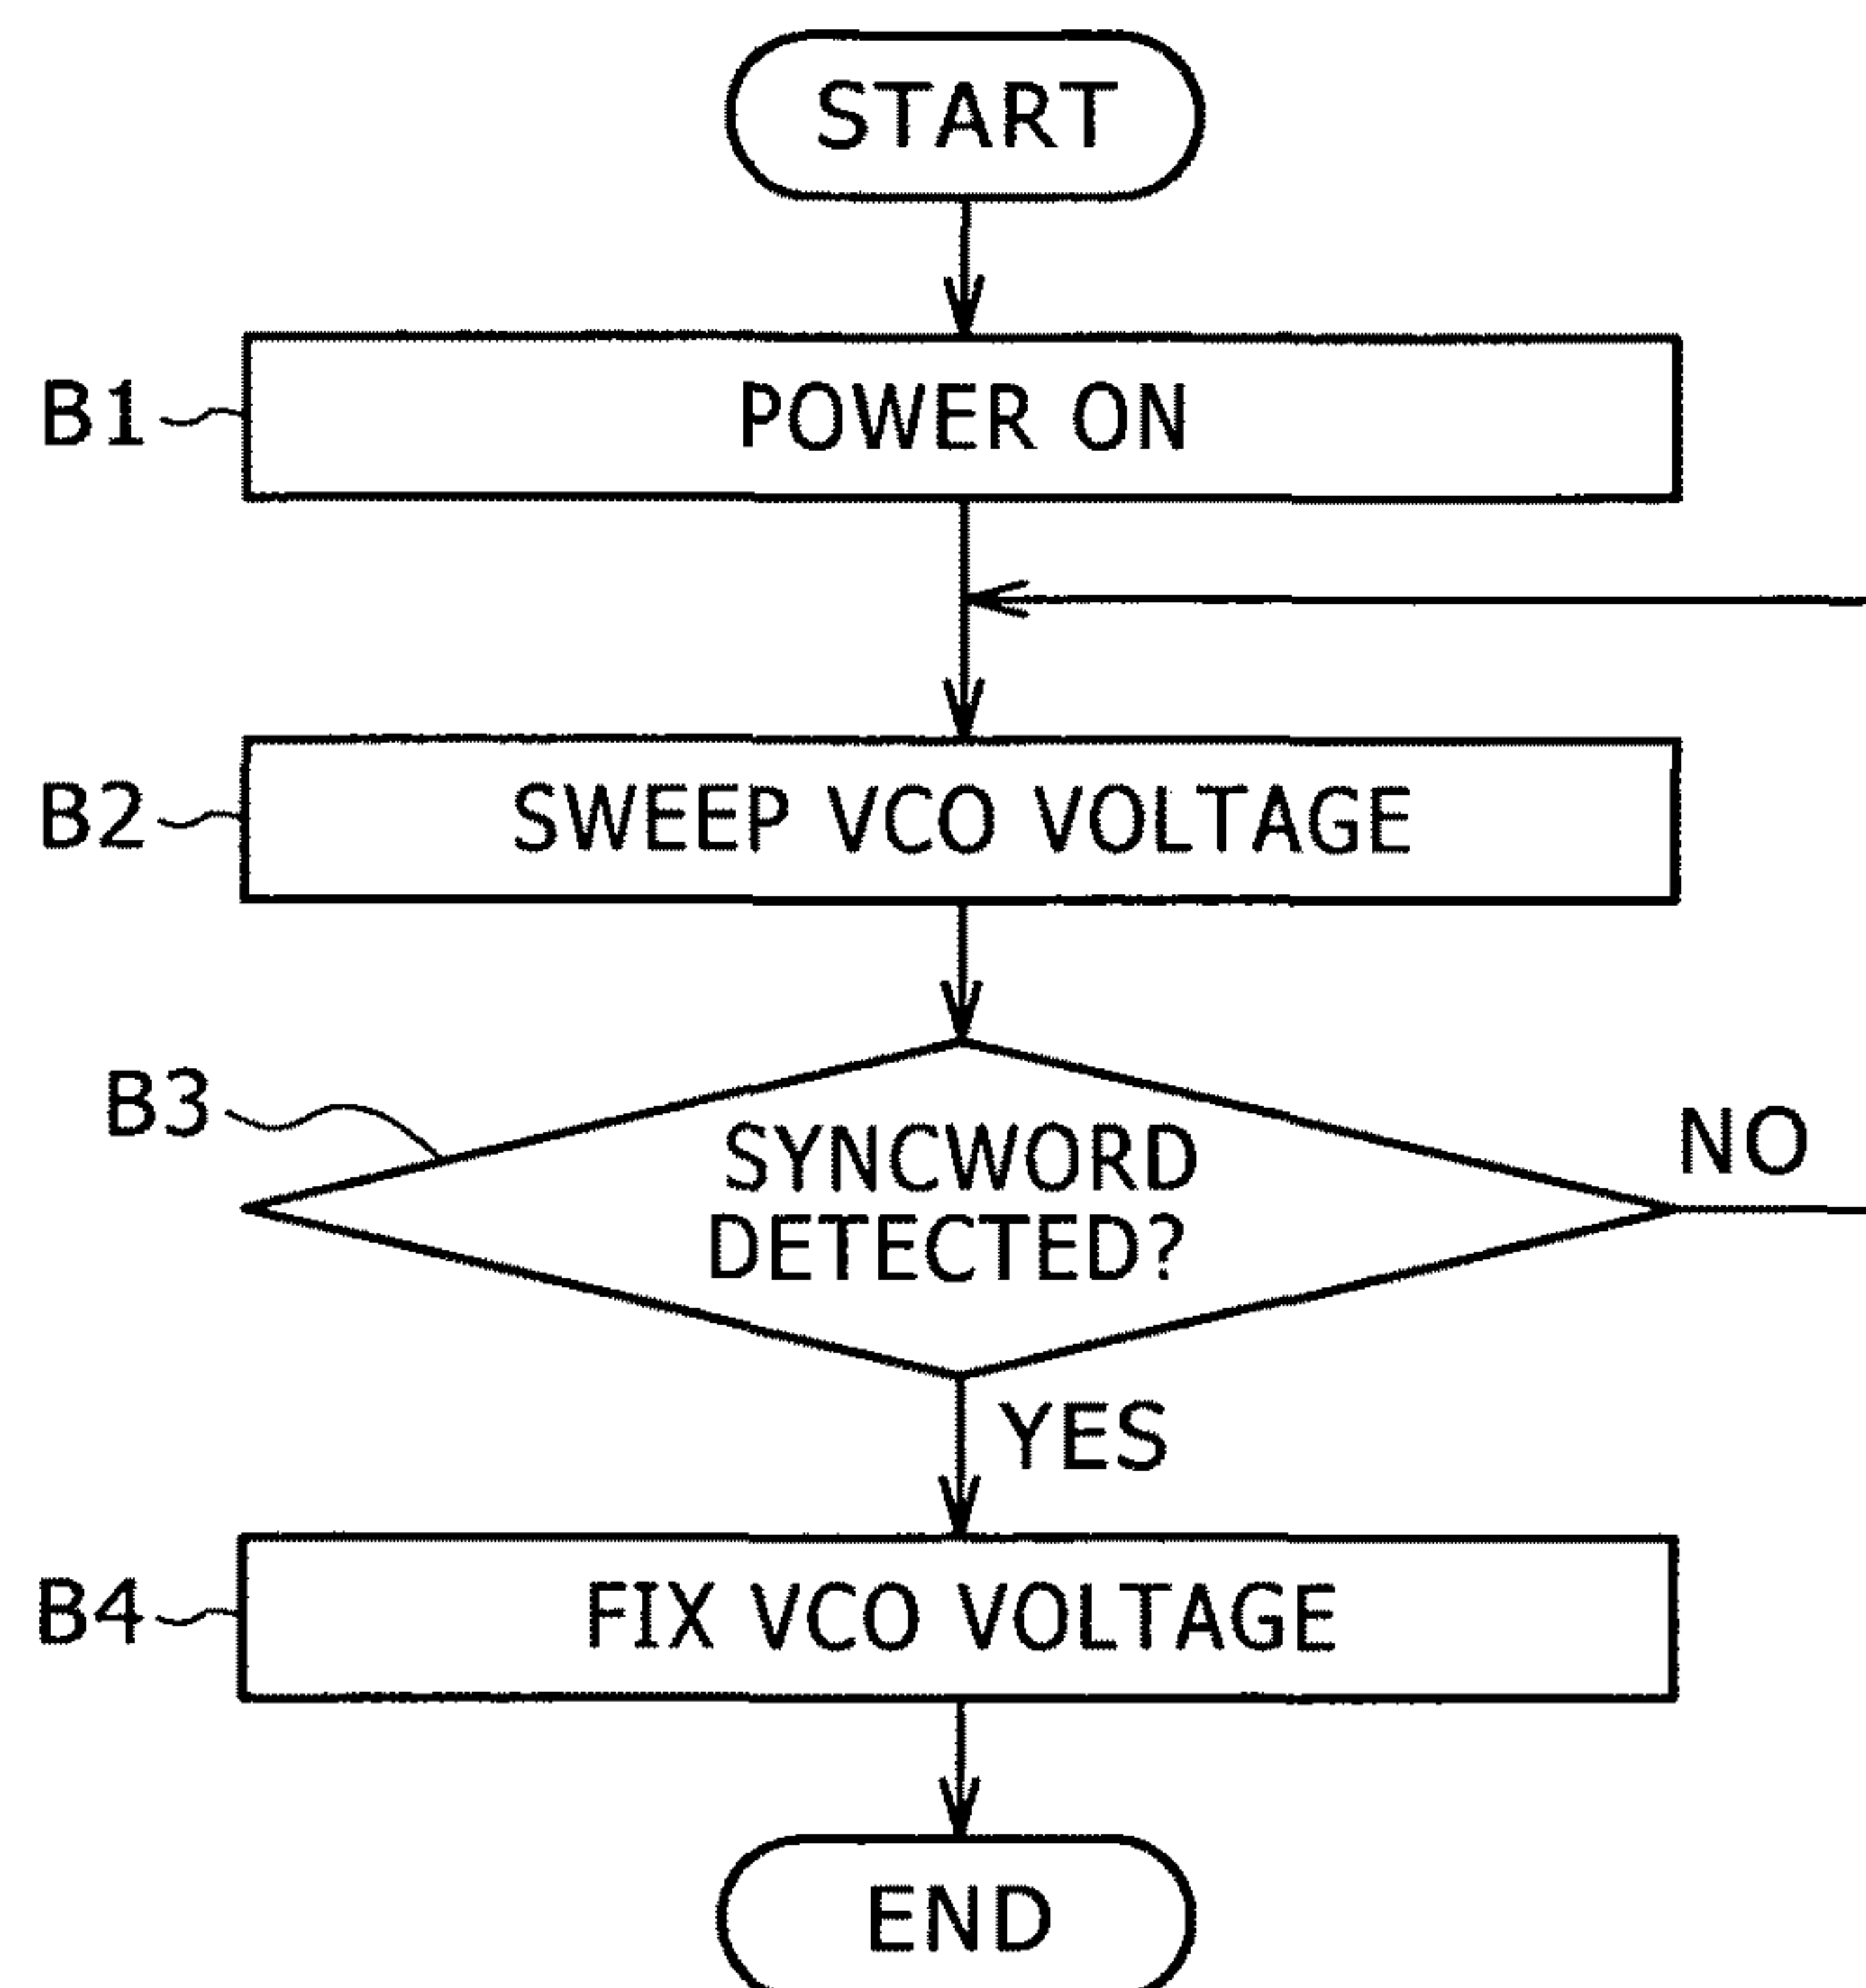 START
B1 POWER ON
B2 SWEEP VCO VOLTAGE
B3 SYNCWORD
DETECTED?
NO
YES
B4 FIX VCO VOLTAGE
END